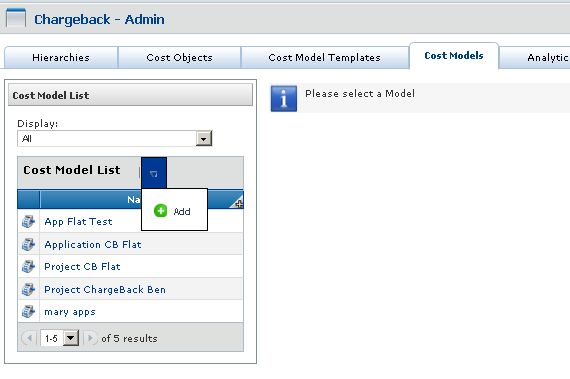 Chargeback - Admin
Hierarchies
Cost Objects
Cost Model Templates
Cost Models
Analytic
Cost Model List
Please select a Model
Display:
All
Cost Model List
Add
Na
App Flat Test
Application CB Flat
Project CB Flat
Project ChargeBack Ben
mary apps
1-5 of 5 results